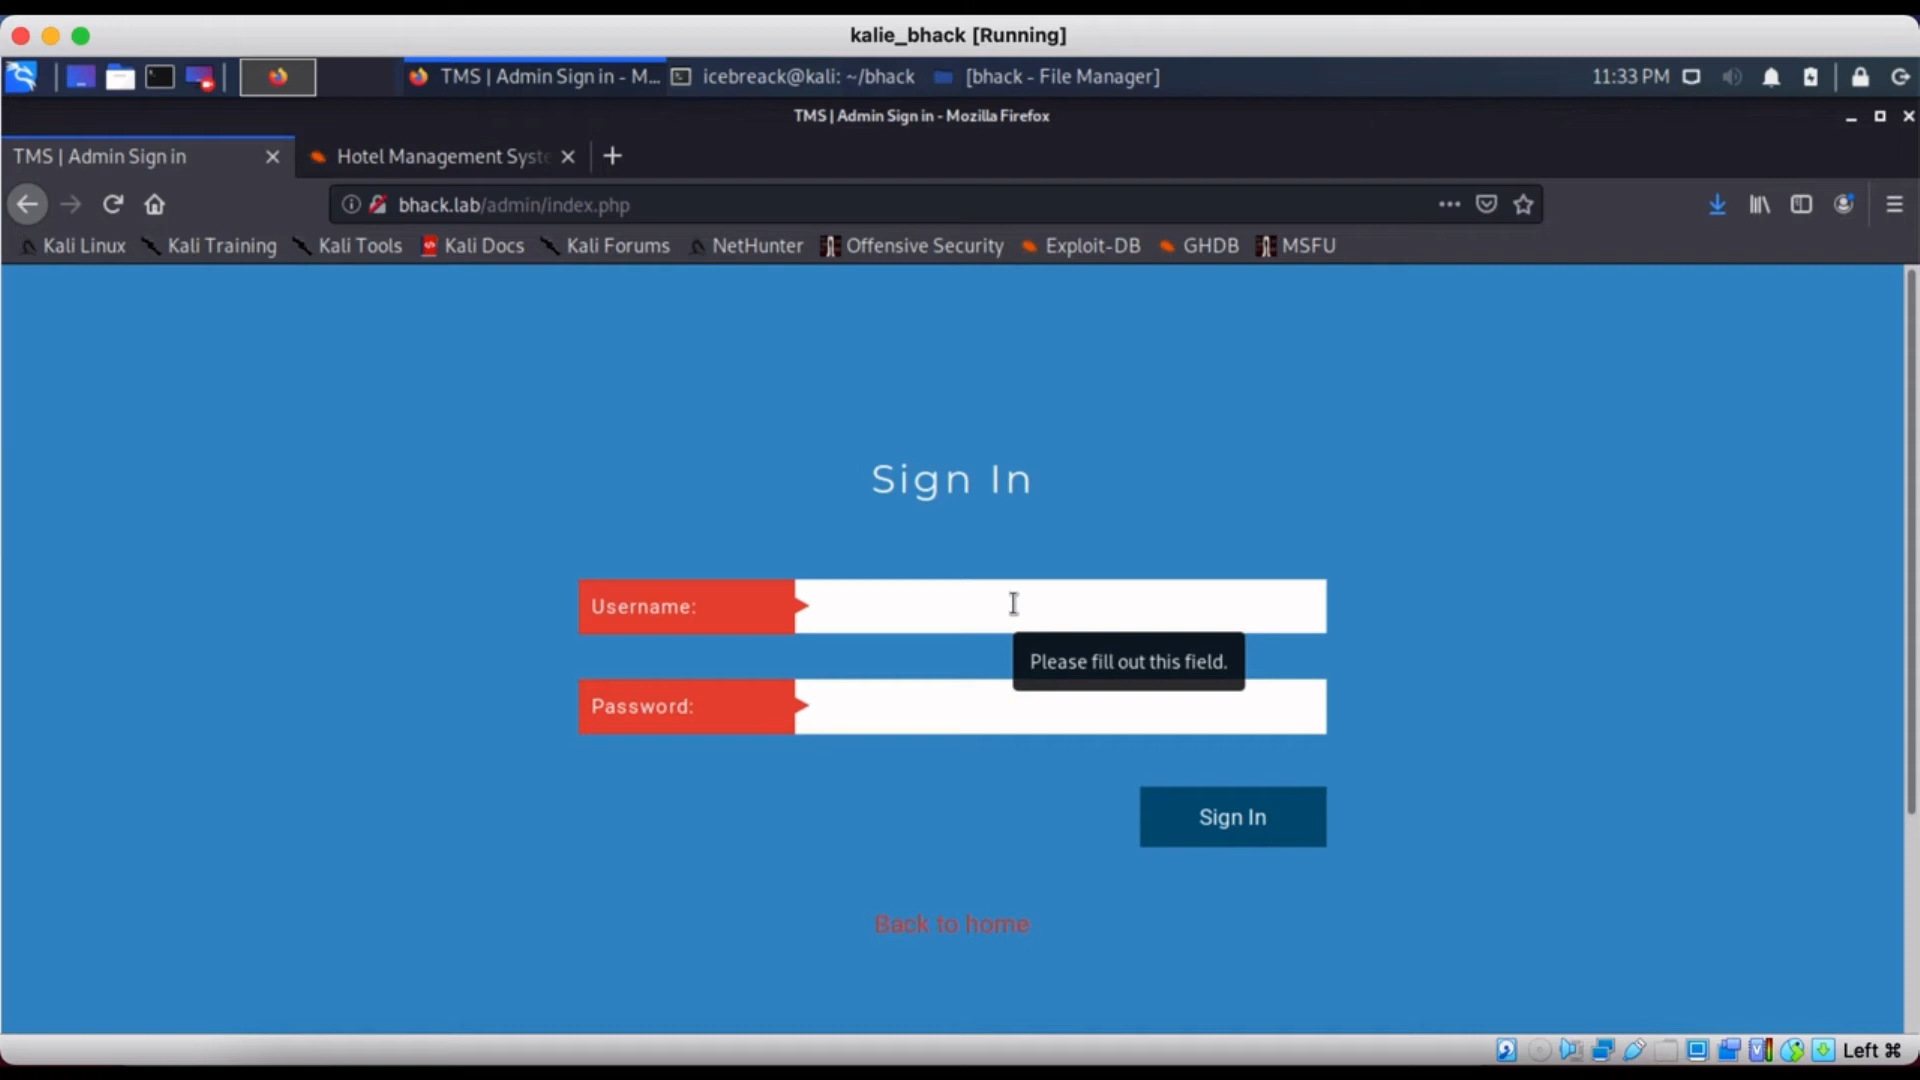 kalie_bhack [Running]
TMS | Admin Sign in - M... icebreack@kali: ~/bhack [bhack - File Manager] 11:33 PM
TMS | Admin Sign in - Mozilla Firefox
TMS | Admin Sign in Hotel Management Syste
bhack.lab/admin/index.php
Kali Linux Kali Training Kali Tools Kali Docs Kali Forums NetHunter Offensive Security Exploit-DB GHDB MSFU
Sign In
Username:
Please fill out this field.
Password:
Sign In
Back to home
Left ⌘